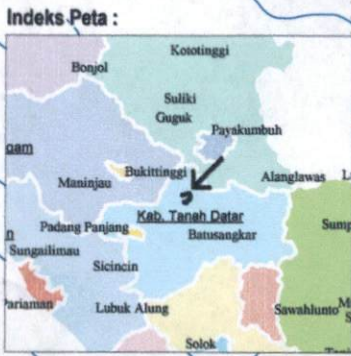 Indeks Peta :
Kototinggi
Bonjol
Suliki
Guguk
Payakumbuh
gam
Bukittinggi
Maninjau
Alanglawas
Kab. Tanah Datar
Padang Panjang
Batusangkar
Sungailimau
Sicincin
Pariaman
Lubuk Alung
Sawahlunto
Solok